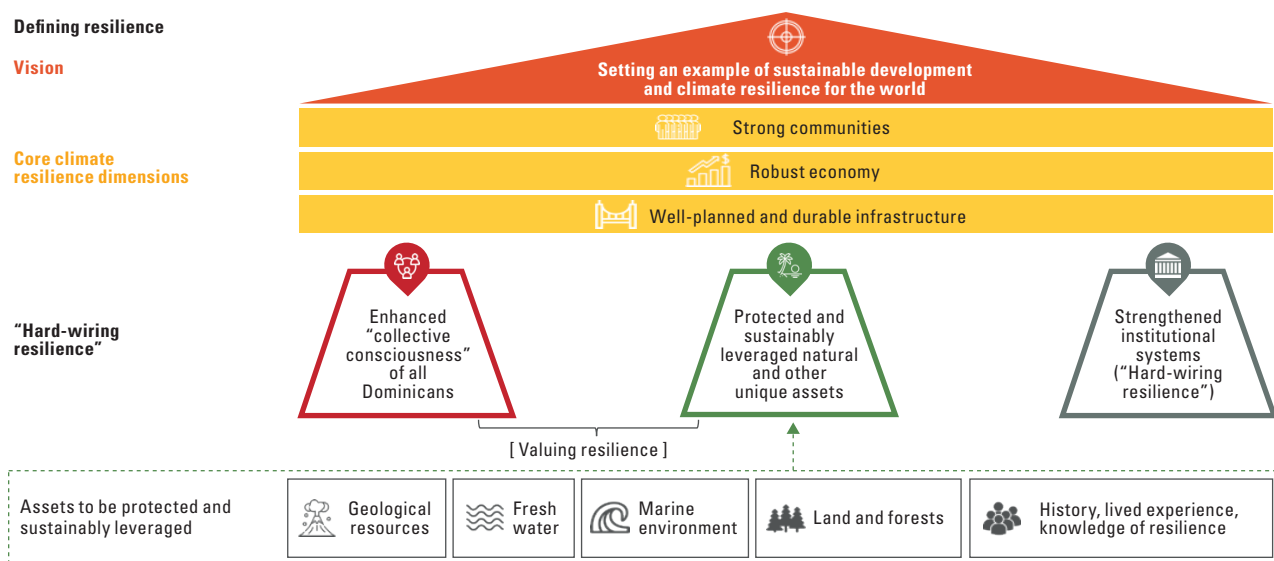 Defining resilience
Vision
Setting an example of sustainable development
and climate resilience for the world
Core climate
resilience dimensions
Strong communities
$
Robust economy
Well-planned and durable infrastructure
"Hard-wiring
resilience"
Enhanced
"collective
consciousness"
of all
Dominicans
Protected and
sustainably
leveraged natural
and other
unique assets
Strengthened
institutional
systems
("Hard-wiring
resilience")
[ Valuing resilience ]
Assets to be protected and
sustainably leveraged
Geological
resources
Fresh
water
Marine
environment
Land and forests
History, lived experience,
knowledge of resilience